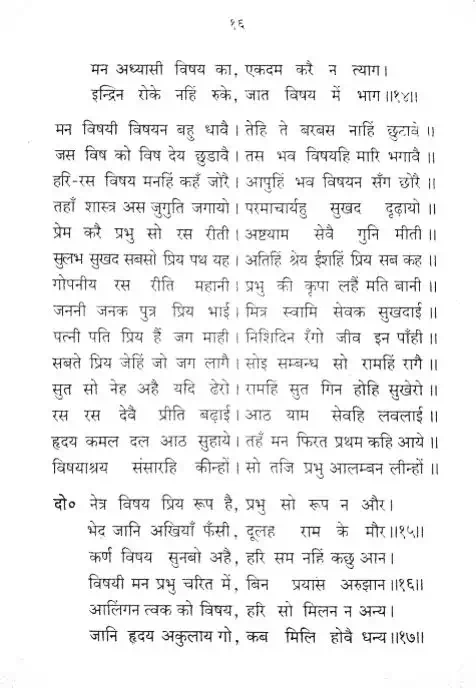 १६
मन अध्यासी विषय का, एकदम करै न त्याग।
इन्द्रिन रोके नहिं रुके, जात विषय में भाग॥१४॥
मन विषयी विषयन बहु धावै। तेहि ते बरबस नाहिं छुटावै॥
जस विष को विष देय छुडावै। तस भव विषयहि मारि भगावै॥
हरि-रस विषय मनहिं कहँ जोरै। आपुहिं भव विषयन सँग छोरै॥
तहाँ शास्त्र अस जुगुति जगायो। परमाचार्यहु सुखद दृढ़ायो॥
प्रेम करै प्रभु सो रस रीती। अष्टयाम सेवै गुनि मीती॥
सुलभ सुखद सबसो प्रिय पथ यह। अतिहिं श्रेय ईशहिं प्रिय सब कह॥
गोपनीय रस रीति महानी। प्रभु की कृपा लहैं मति बानी॥
जननी जनक पुत्र प्रिय भाई। मित्र स्वामि सेवक सुखदाई॥
पत्नी पति प्रिय हैं जग माही। निशिदिन रँगो जीव इन पाँही॥
सबते प्रिय जेहिं जो जग लागै। सोइ सम्बन्ध सो रामहिं रागै॥
सुत सो नेह अहै यदि ढेरो। रामहिं सुत गिन होहि सुखेरो॥
रस रस देवै प्रीति बढ़ाई। आठ याम सेवहि लवलाई॥
हृदय कमल दल आठ सुहाये। तहँ मन फिरत प्रथम कहि आये॥
विषयाश्रय संसारहि कीन्हों। सो तजि प्रभु आलम्बन लीन्हों॥
दो० नेत्र विषय प्रिय रूप है, प्रभु सो रूप न और।
भेद जानि अखियाँ फँसी, दूलह राम के मौर॥१५॥
कर्ण विषय सुनबो अहै, हरि सम नहिं कछु आन।
विषयी मन प्रभु चरित में, बिन प्रयास अरुझान॥१६॥
आलिंगन त्वक को विषय, हरि सो मिलन न अन्य।
जानि हृदय अकुलाय गो, कब मिलि होवै धन्य॥१७॥